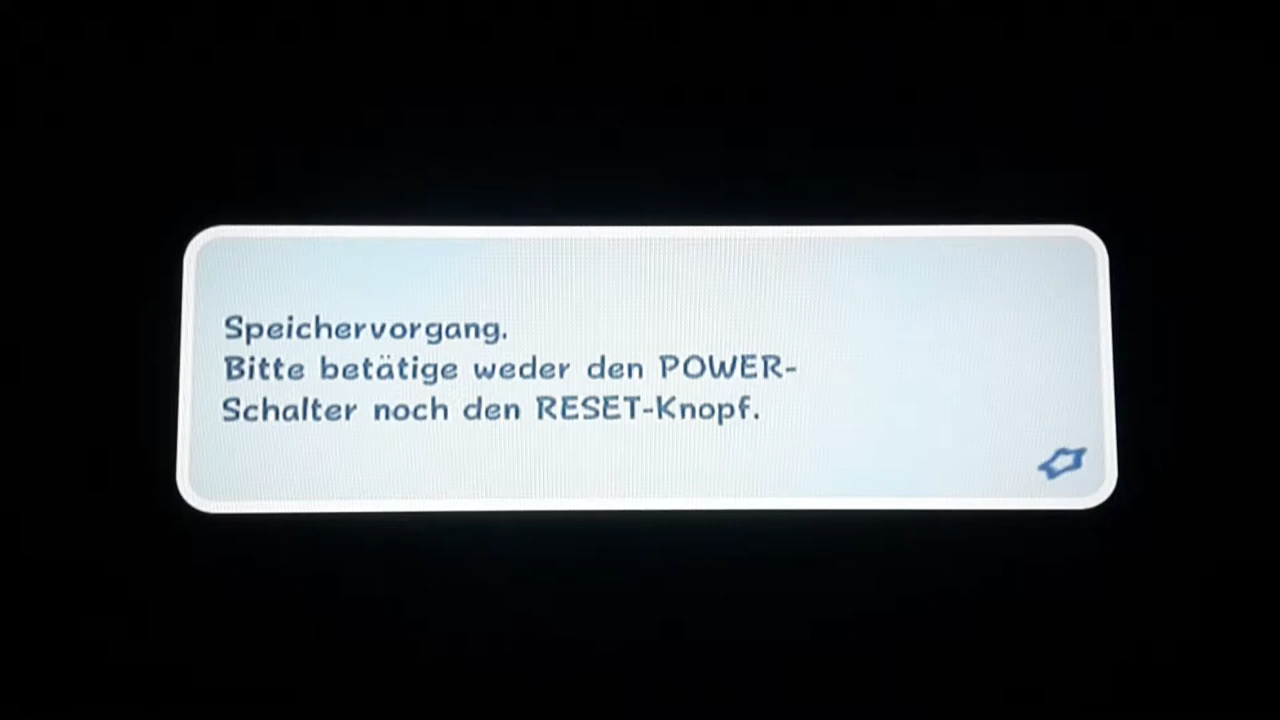 Speichervorgang.
Bitte betätige weder den POWER-
Schalter noch den RESET-Knopf.